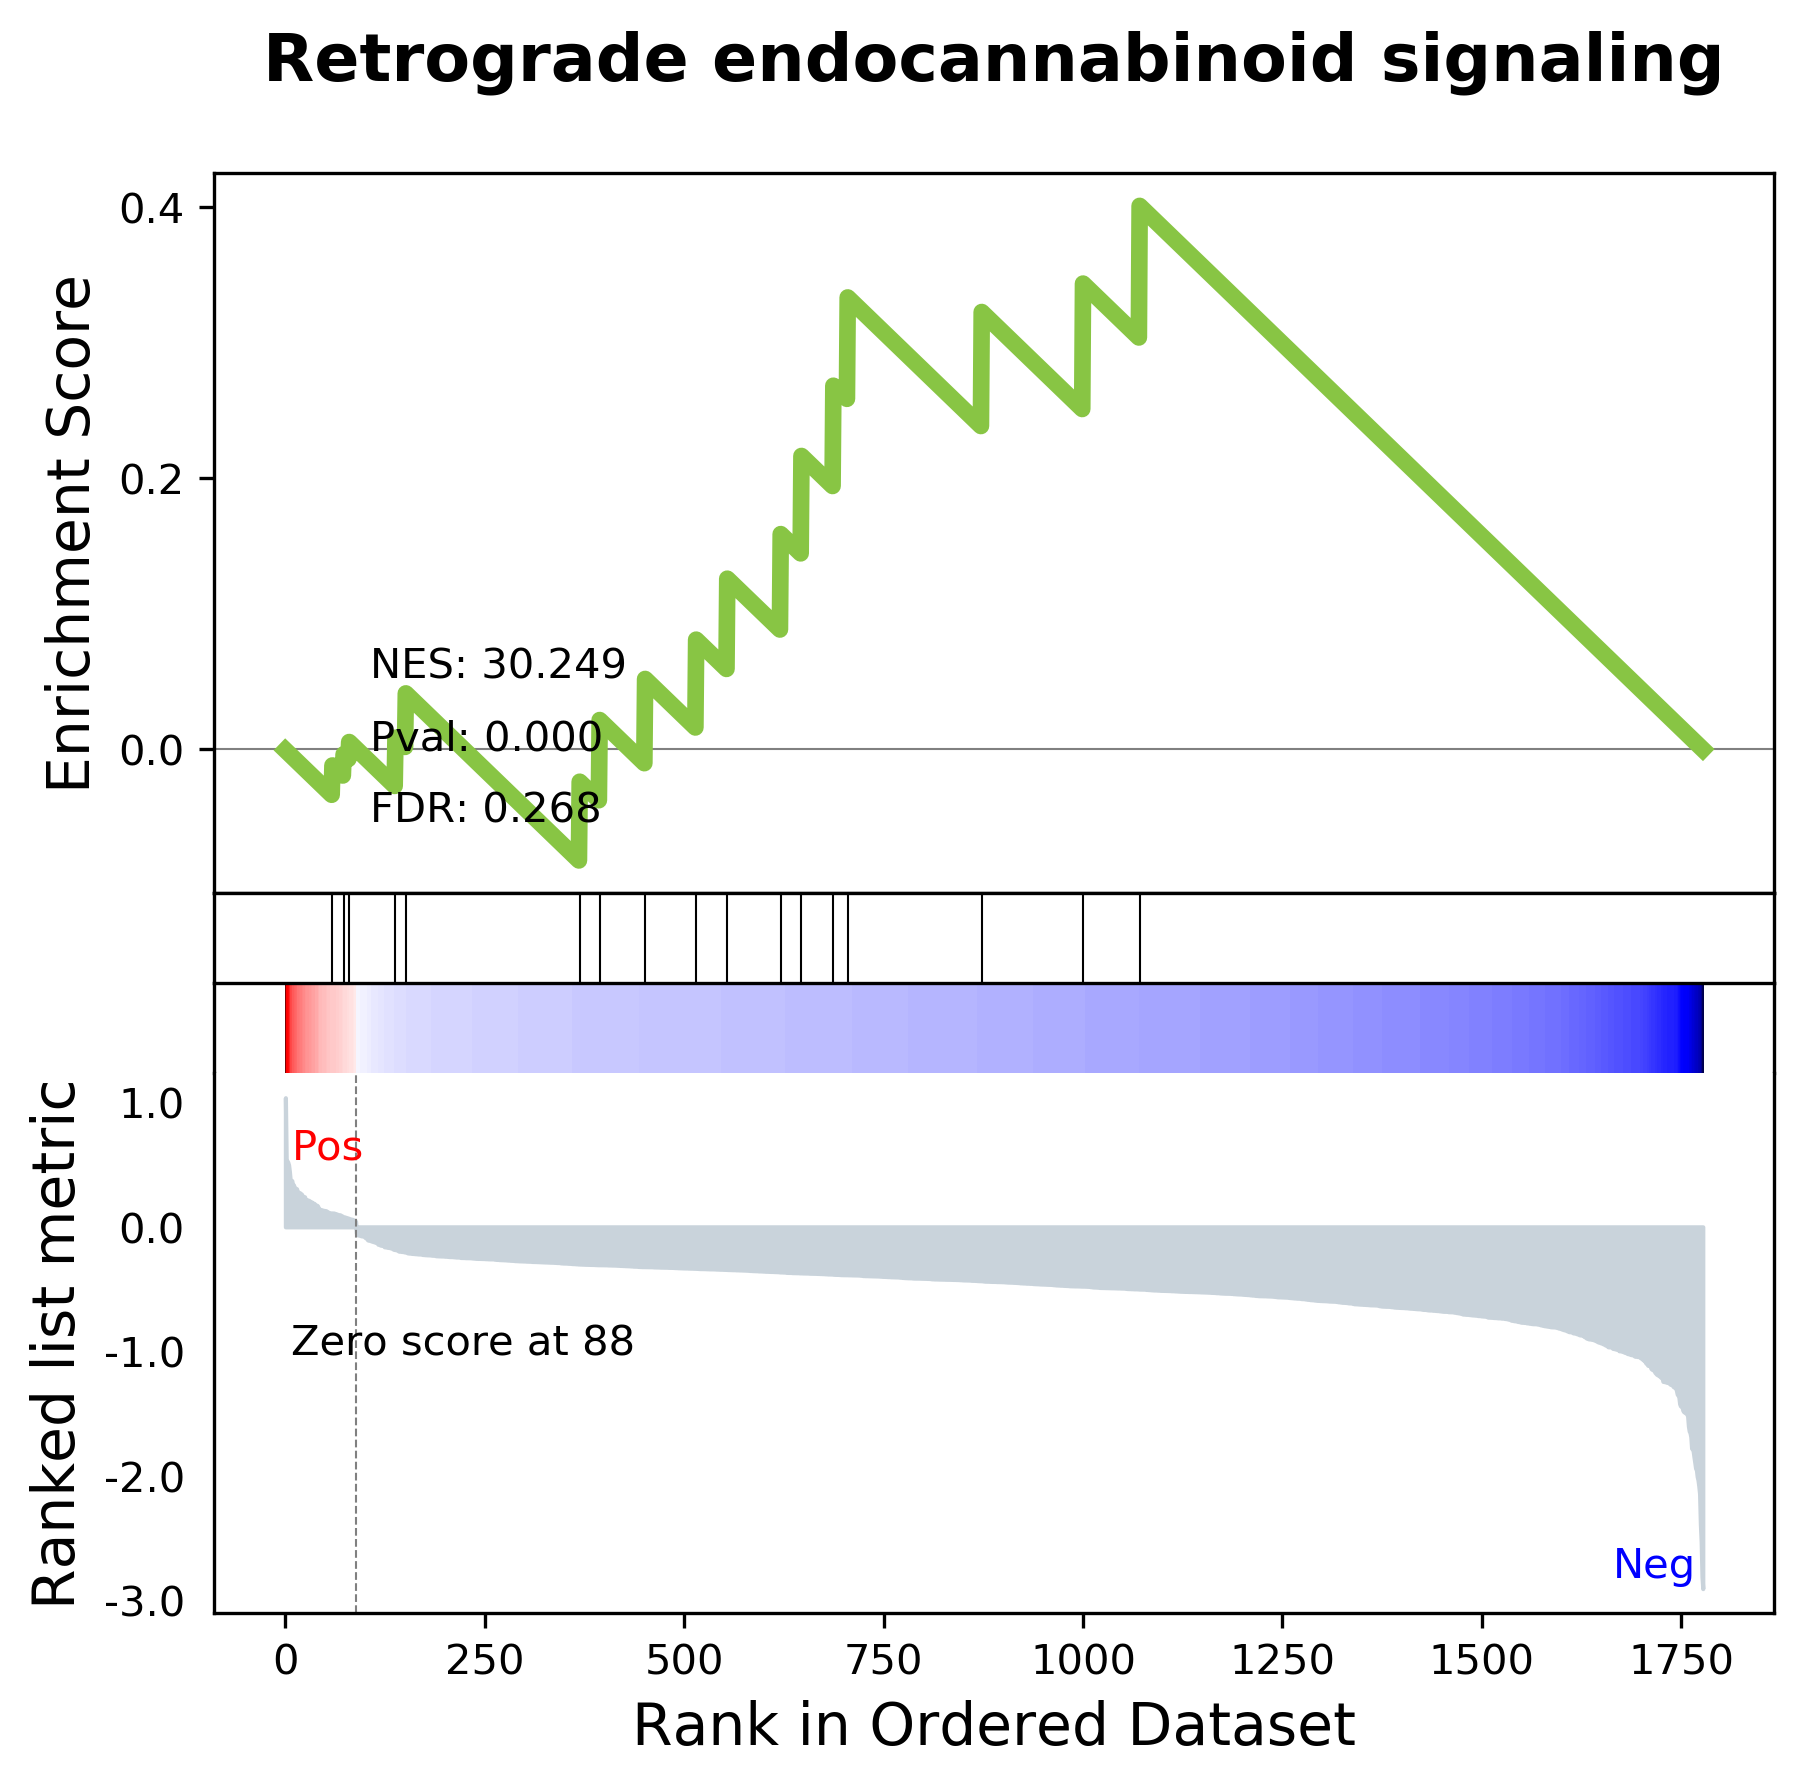 Retrograde endocannabinoid signaling
Enrichment Score
0.4
0.2
0.0
NES: 30.249
Pval: 0.000
FDR: 0.268
Ranked list metric
1.0
0.0
-1.0
-2.0
-3.0
Pos
Zero score at 88
Neg
0 250 500 750 1000 1250 1500 1750
Rank in Ordered Dataset